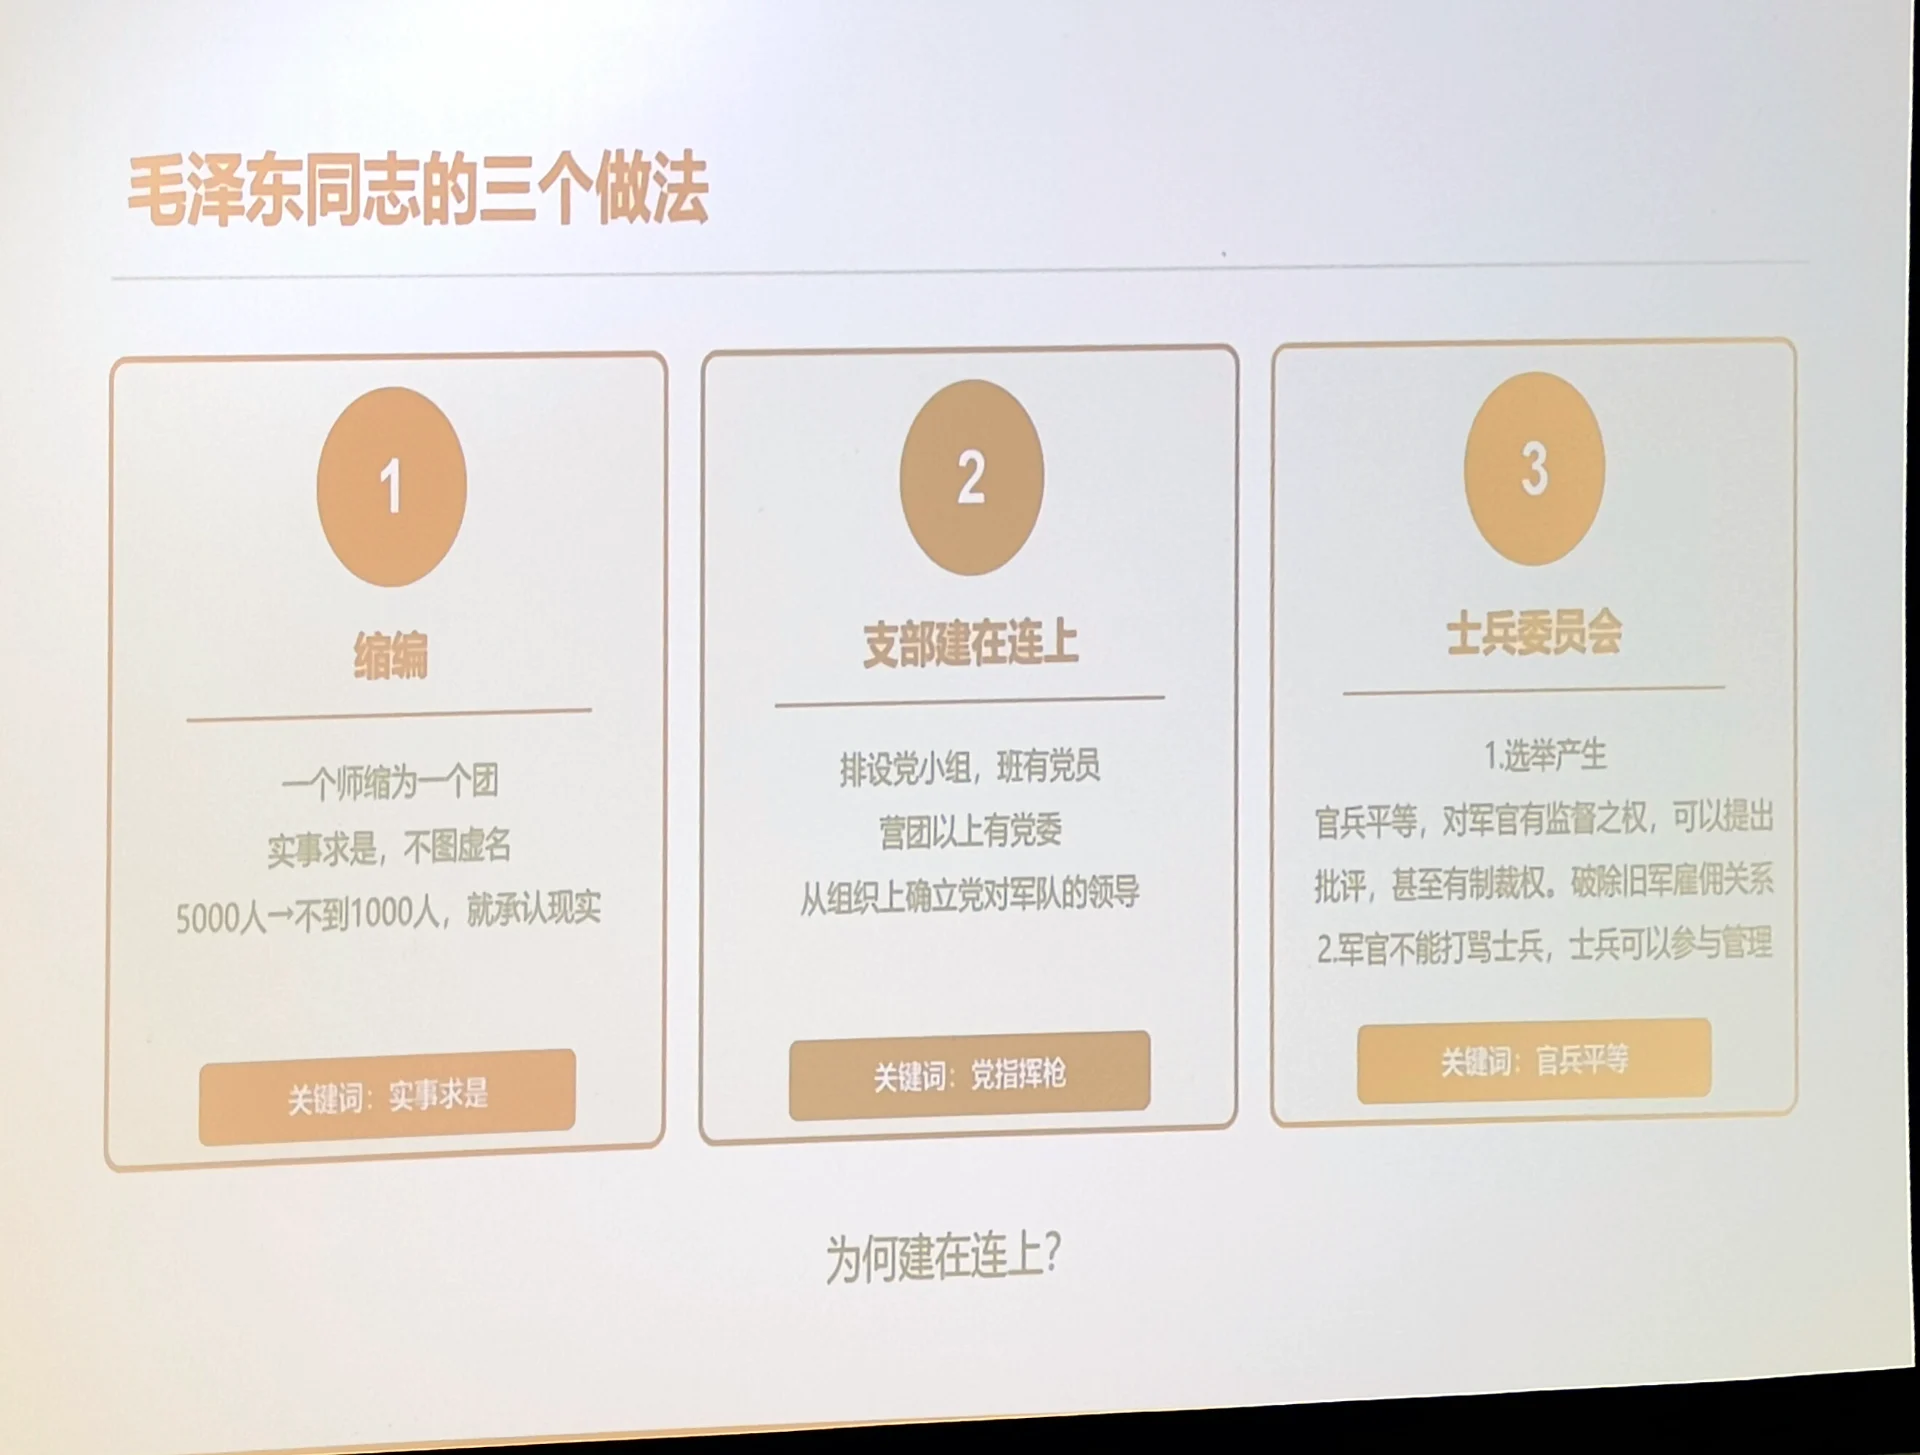 毛泽东同志的三个做法
1
缩编
一个师缩为一个团
实事求是，不图虚名
5000人→不到1000人，就承认现实
关键词：实事求是
2
支部建在连上
排设党小组，班有党员
营团以上有党委
从组织上确立党对军队的领导
关键词：党指挥枪
3
士兵委员会
1.选举产生
官兵平等，对军官有监督之权，可以提出
批评，甚至有制裁权。破除旧军雇佣关系
2.军官不能打骂士兵，士兵可以参与管理
关键词：官兵平等
为何建在连上？